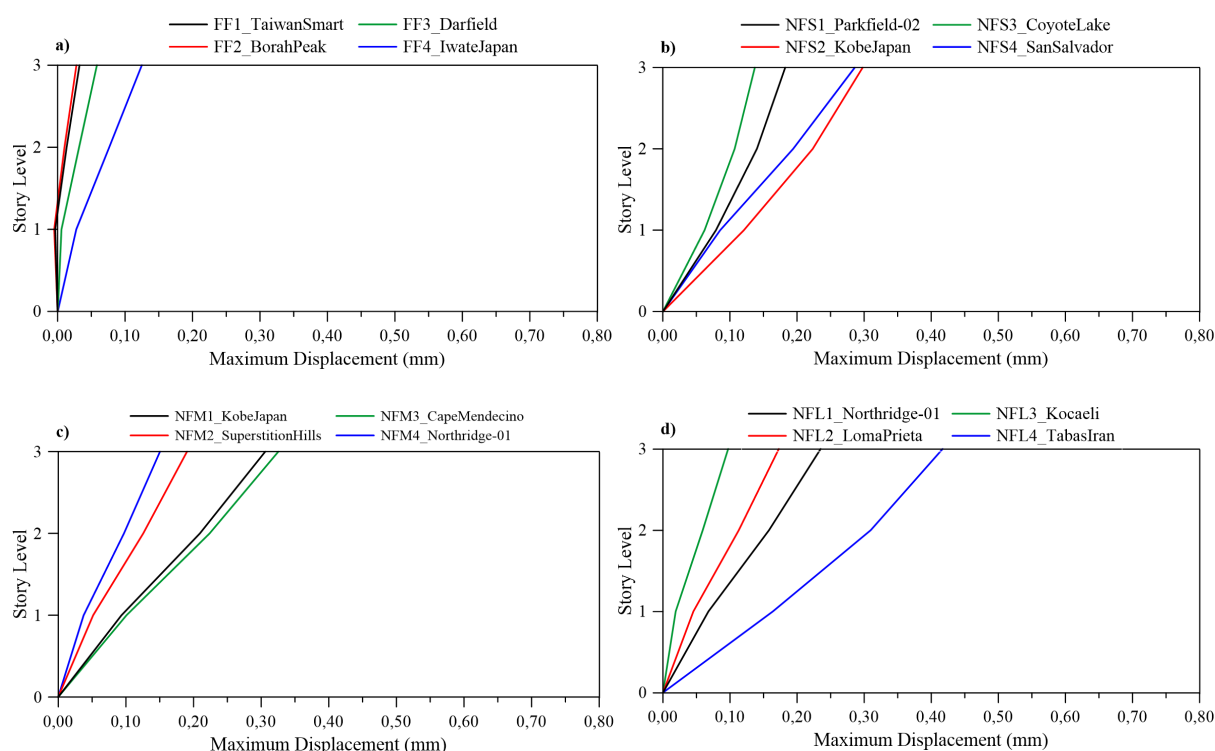 a)
FF1_TaiwanSmart FF3_Darfield
FF2_BorahPeak FF4_IwateJapan
3
2
1
0
Story Level
0,00 0,10 0,20 0,30 0,40 0,50 0,60 0,70 0,80
Maximum Displacement (mm)
b)
NFS1_Parkfield-02 NFS3_CoyoteLake
NFS2_KobeJapan NFS4_SanSalvador
3
2
1
0
Story Level
0,00 0,10 0,20 0,30 0,40 0,50 0,60 0,70 0,80
Maximum Displacement (mm)
c)
NFM1_KobeJapan NFM3_CapeMendecino
NFM2_SuperstitionHills NFM4_Northridge-01
3
2
1
0
Story Level
0,00 0,10 0,20 0,30 0,40 0,50 0,60 0,70 0,80
Maximum Displacement (mm)
d)
NFL1_Northridge-01 NFL3_Kocaeli
NFL2_LomaPrieta NFL4_TabasIran
3
2
1
0
Story Level
0,00 0,10 0,20 0,30 0,40 0,50 0,60 0,70 0,80
Maximum Displacement (mm)